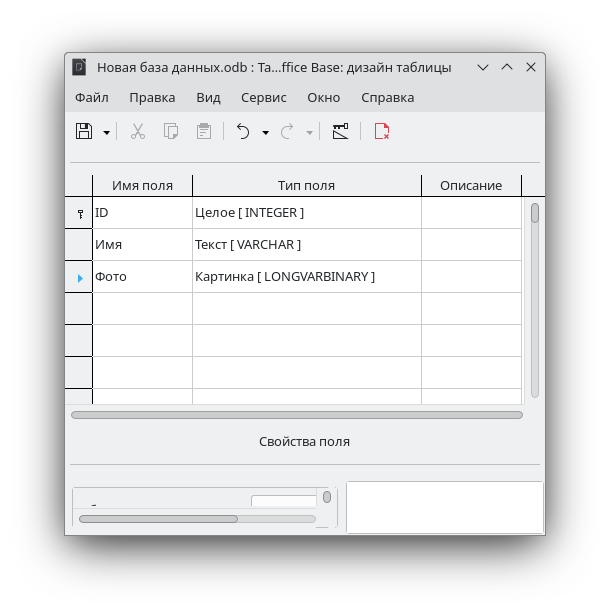 Новая база данных.odb : Ta...ffice Base: дизайн таблицы
Файл Правка Вид Сервис Окно Справка
Имя поля Тип поля Описание
ID Целое [ INTEGER ]
Имя Текст [ VARCHAR ]
Фото Картинка [ LONGVARBINARY ]
Свойства поля